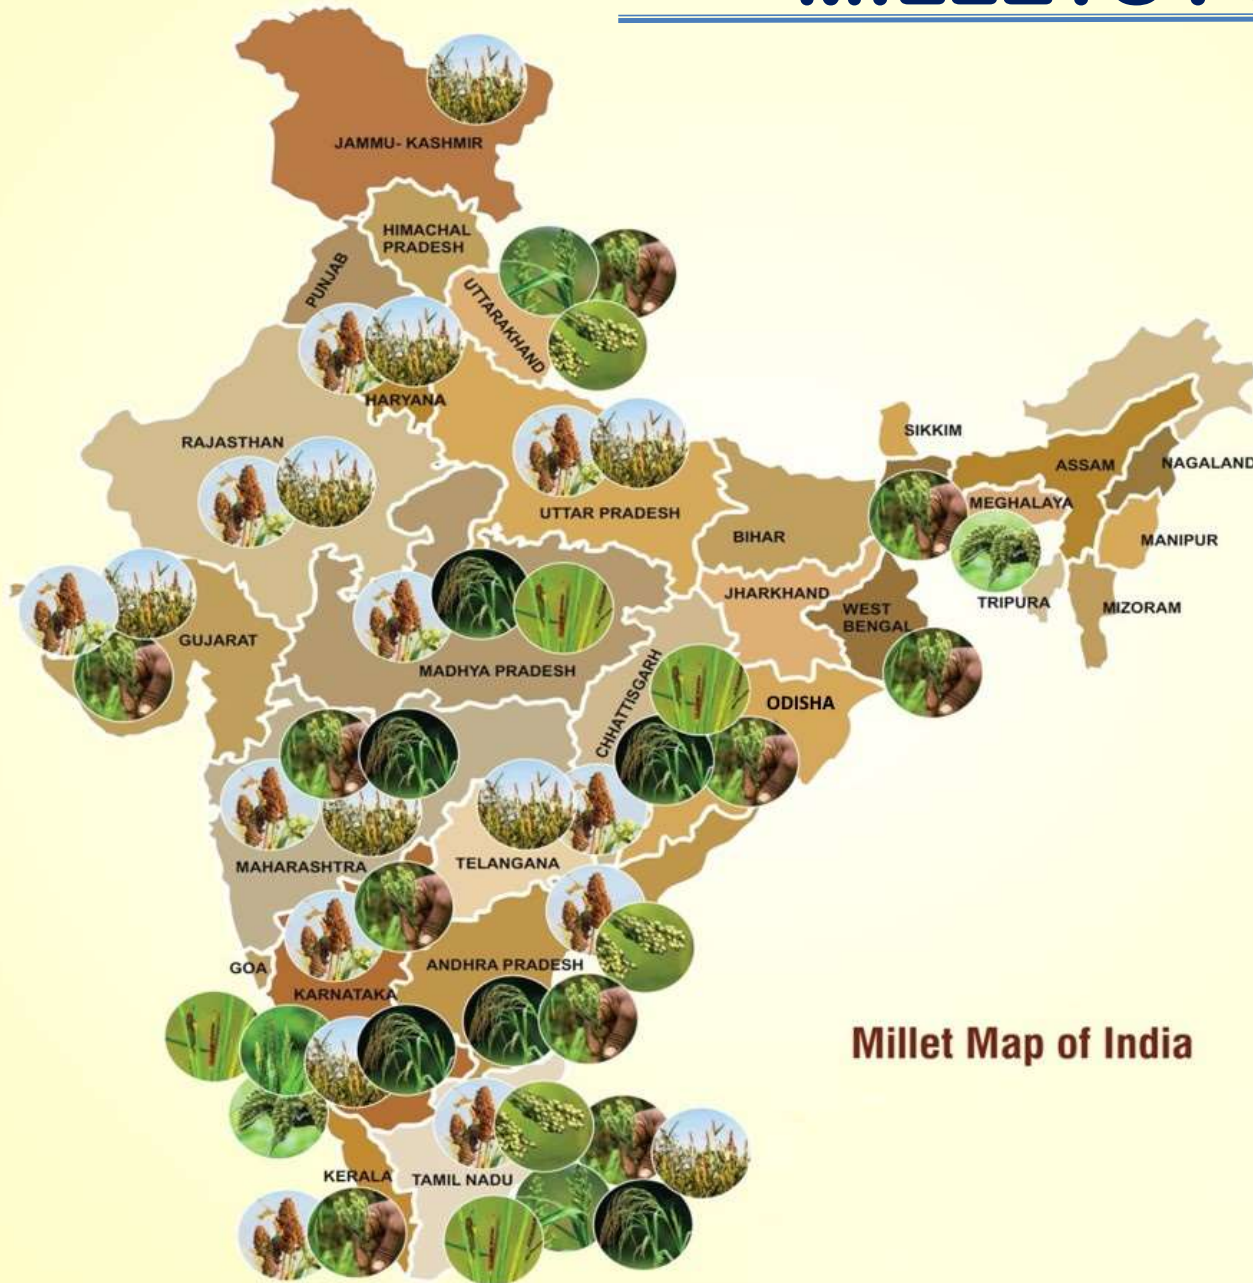 JAMMU- KASHMIR
HIMACHAL
PRADESH
PUNJAB
UTTARAKHAND
HARYANA
RAJASTHAN
UTTAR PRADESH
SIKKIM
ASSAM
NAGALAND
MEGHALAYA
BIHAR
MANIPUR
JHARKHAND
WEST
BENGAL
TRIPURA
MIZORAM
GUJARAT
MADHYA PRADESH
CHHATTISGARH
ODISHA
MAHARASHTRA
TELANGANA
GOA
ANDHRA PRADESH
KARNATAKA
Millet Map of India
KERALA
TAMIL NADU